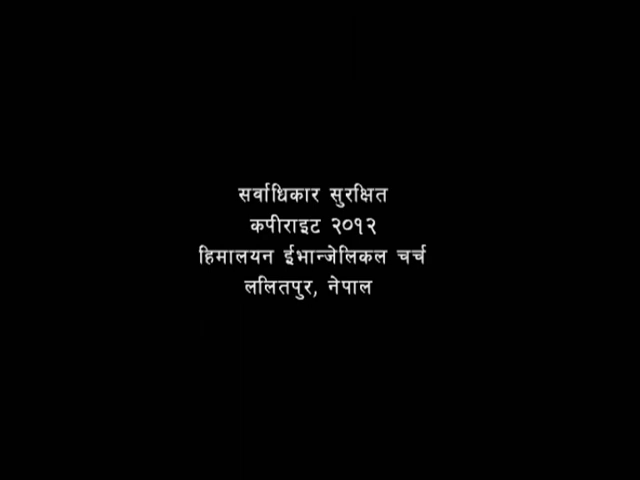 सर्वाधिकार सुरक्षित
कपीराइट २०१२
हिमालयन ईभान्जेलिकल चर्च
ललितपुर, नेपाल